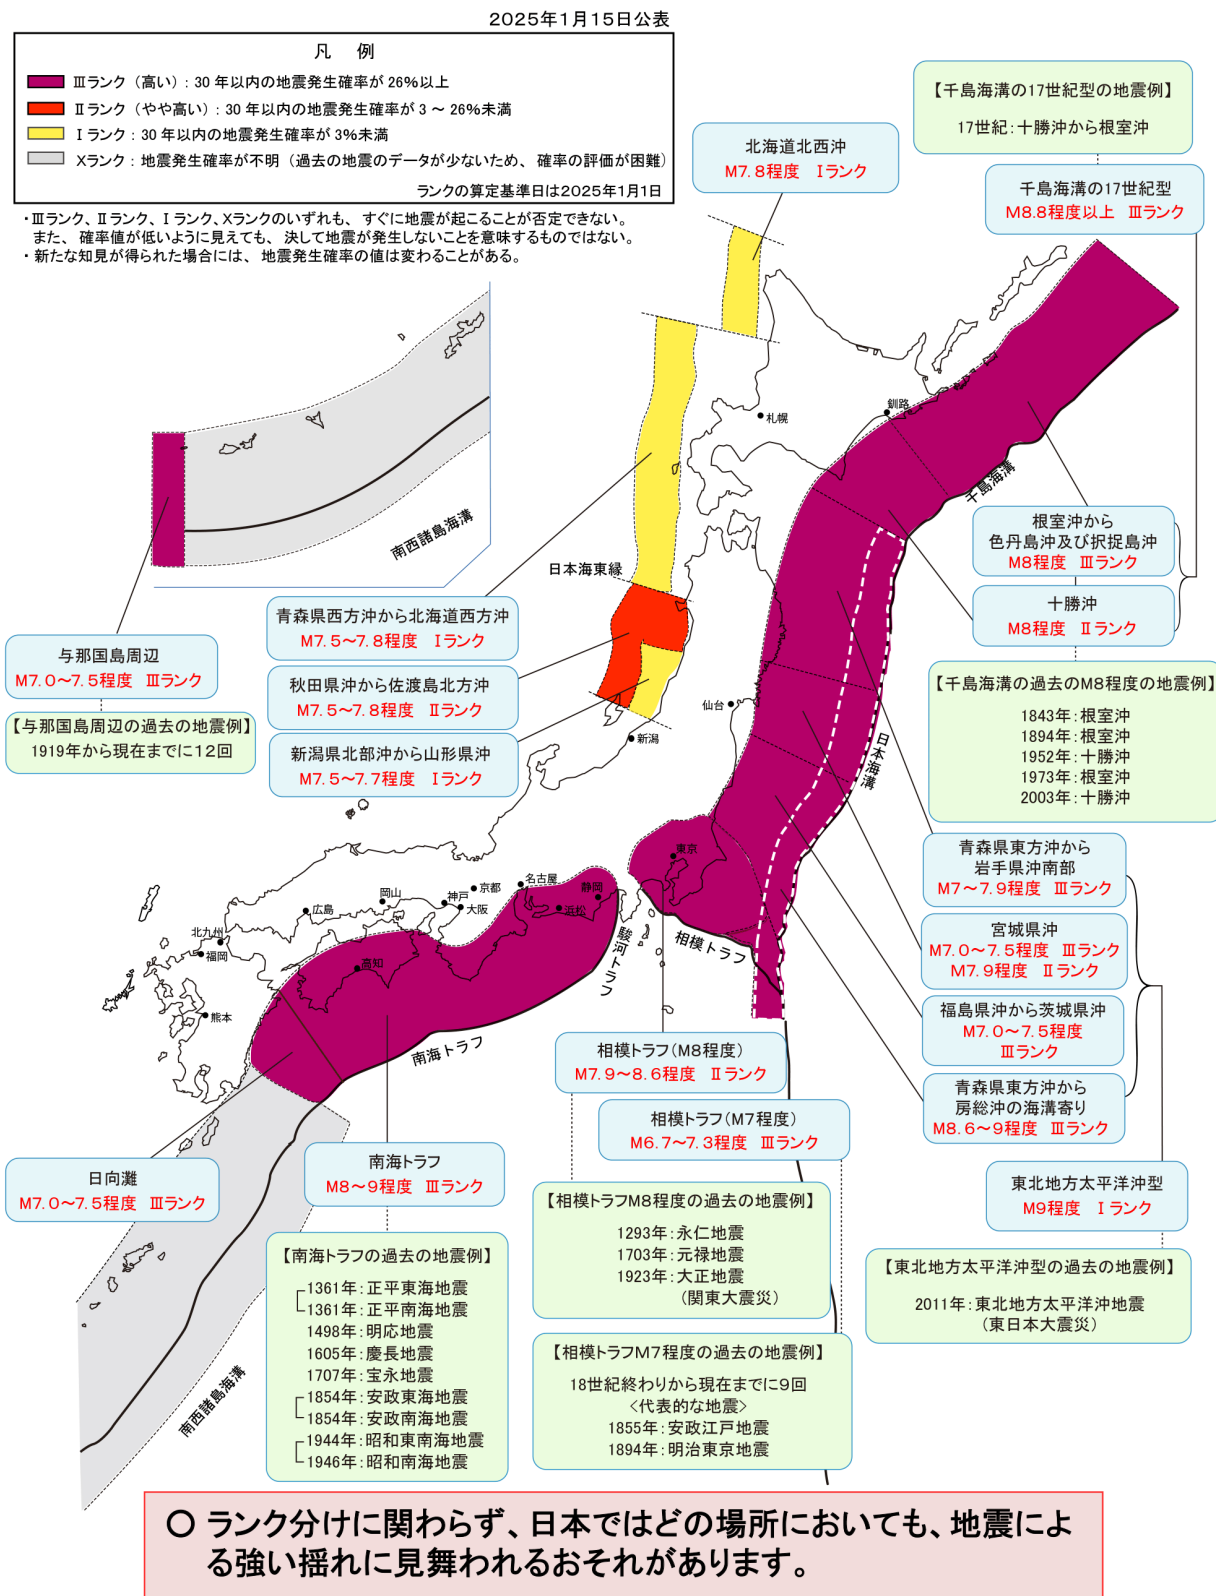 2025年1月15日公表
凡　例
Ⅲランク（高い）：30年以内の地震発生確率が26%以上
Ⅱランク（やや高い）：30年以内の地震発生確率が3～26%未満
Ⅰランク：30年以内の地震発生確率が3%未満
Xランク：地震発生確率が不明（過去の地震のデータが少ないため、確率の評価が困難）
ランクの算定基準日は2025年1月1日
・Ⅲランク、Ⅱランク、Ⅰランク、Xランクのいずれも、すぐに地震が起こることが否定できない。
また、確率値が低いように見えても、決して地震が発生しないことを意味するものではない。
・新たな知見が得られた場合には、地震発生確率の値は変わることがある。
【千島海溝の17世紀型の地震例】
17世紀：十勝沖から根室沖
北海道北西沖
M7.8程度　Ⅰランク
千島海溝の17世紀型
M8.8程度以上　Ⅲランク
釧路
札幌
千島海溝
南西諸島海溝
根室沖から
色丹島沖及び択捉島沖
M8程度　Ⅲランク
十勝沖
M8程度　Ⅱランク
日本海東縁
青森県西方沖から北海道西方沖
M7.5～7.8程度　Ⅰランク
与那国島周辺
M7.0～7.5程度　Ⅲランク
秋田県沖から佐渡島北方沖
M7.5～7.8程度　Ⅱランク
【与那国島周辺の過去の地震例】
1919年から現在までに12回
新潟県北部沖から山形県沖
M7.5～7.7程度　Ⅰランク
仙台
新潟
日本海溝
【千島海溝の過去のM8程度の地震例】
1843年：根室沖
1894年：根室沖
1952年：十勝沖
1973年：根室沖
2003年：十勝沖
青森県東方沖から
岩手県沖南部
M7～7.9程度　Ⅲランク
宮城県沖
M7.0～7.5程度　Ⅲランク
M7.9程度　Ⅱランク
福島県沖から茨城県沖
M7.0～7.5程度
Ⅲランク
青森県東方沖から
房総沖の海溝寄り
M8.6～9程度　Ⅲランク
東京
名古屋
静岡
京都
神戸
岡山
大阪
浜松
広島
北九州
福岡
高知
熊本
駿河トラフ
相模トラフ
南海トラフ
相模トラフ（M8程度）
M7.9～8.6程度　Ⅱランク
相模トラフ（M7程度）
M6.7～7.3程度　Ⅲランク
日向灘
M7.0～7.5程度　Ⅲランク
南海トラフ
M8～9程度　Ⅲランク
東北地方太平洋沖型
M9程度　Ⅰランク
【相模トラフM8程度の過去の地震例】
1293年：永仁地震
1703年：元禄地震
1923年：大正地震
（関東大震災）
【南海トラフの過去の地震例】
1361年：正平東海地震
1361年：正平南海地震
1498年：明応地震
1605年：慶長地震
1707年：宝永地震
1854年：安政東海地震
1854年：安政南海地震
1944年：昭和東南海地震
1946年：昭和南海地震
【東北地方太平洋沖型の過去の地震例】
2011年：東北地方太平洋沖地震
（東日本大震災）
【相模トラフM7程度の過去の地震例】
18世紀終わりから現在までに9回
＜代表的な地震＞
1855年：安政江戸地震
1894年：明治東京地震
南西諸島海溝
○ ランク分けに関わらず、日本ではどの場所においても、地震によ
る強い揺れに見舞われるおそれがあります。